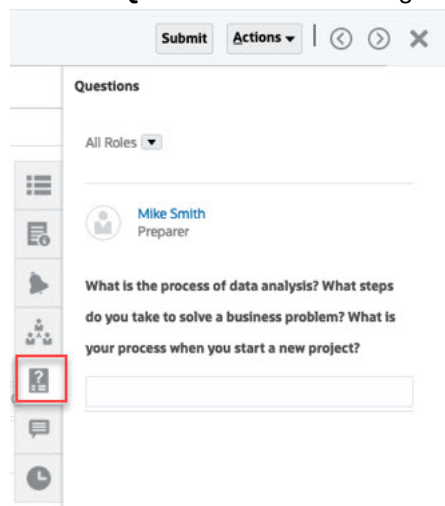 Submit Actions
Questions
All Roles
Mike Smith
Preparer
What is the process of data analysis? What steps
do you take to solve a business problem? What is
your process when you start a new project?